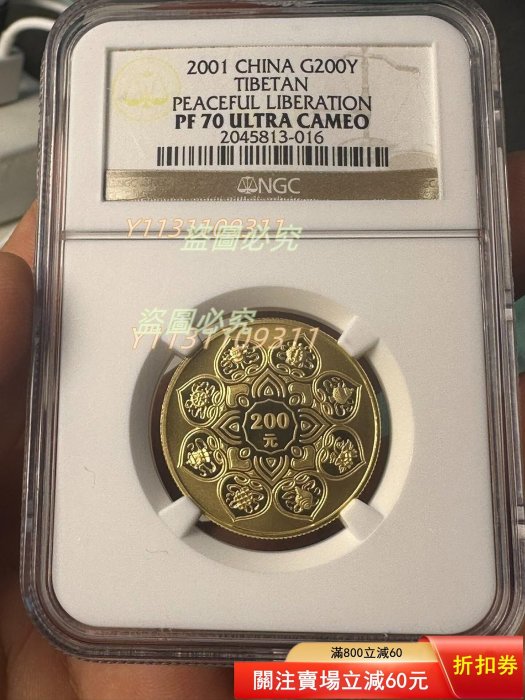 2001 CHINA G200Y
TIBETAN
PEACEFUL LIBERATION
PF 70 ULTRA CAMEO
2045813-016
NGC
Y1131109311
盜圖必究
盜圖必究
Y1131109311
200
元
滿800立減60
關注賣場立減60元
折扣券